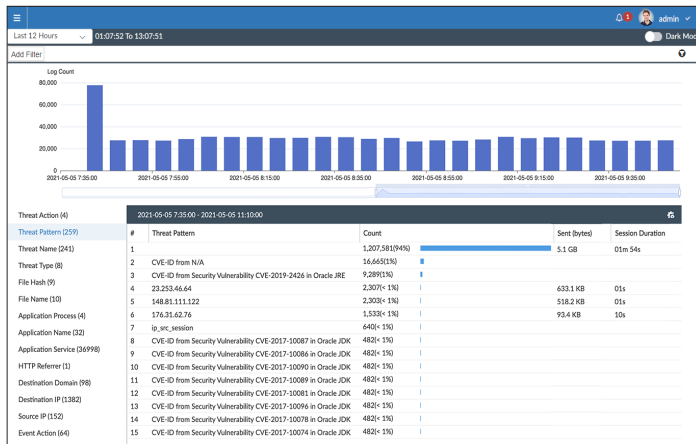 1
admin
Last 12 Hours
01:07:52 To 13:07:51
Dark Mod
Add Filter
Log Count
80,000
60,000
40,000
20,000
0
2021-05-05 7:35:00 2021-05-05 7:55:00 2021-05-05 8:15:00 2021-05-05 8:35:00 2021-05-05 8:55:00 2021-05-05 9:15:00 2021-05-05 9:35:00
Threat Action (4)
Threat Pattern (259)
Threat Name (241)
Threat Type (8)
File Hash (9)
File Name (10)
Application Process (4)
Application Name (32)
Application Service (36998)
HTTP Referrer (1)
Destination Domain (98)
Destination IP (1382)
Source IP (152)
Event Action (64)
2021-05-05 7:35:00 - 2021-05-05 11:10:00
# Threat Pattern Count Sent (bytes) Session Duration
1 1,207,581(94%) 5.1 GB 01m 54s
2 CVE-ID from N/A 16,665(1%)
3 CVE-ID from Security Vulnerability CVE-2019-2426 in Oracle JRE 9,289(1%)
4 23.253.46.64 2,307(< 1%) 633.1 KB 01s
5 148.81.111.122 2,303(< 1%) 518.2 KB 01s
6 176.31.62.76 1,533(< 1%) 93.4 KB 10s
7 ip_src_session 640(< 1%)
8 CVE-ID from Security Vulnerability CVE-2017-10087 in Oracle JDK 482(< 1%)
9 CVE-ID from Security Vulnerability CVE-2017-10086 in Oracle JDK 482(< 1%)
10 CVE-ID from Security Vulnerability CVE-2017-10090 in Oracle JDK 482(< 1%)
11 CVE-ID from Security Vulnerability CVE-2017-10089 in Oracle JDK 482(< 1%)
12 CVE-ID from Security Vulnerability CVE-2017-10081 in Oracle JDK 482(< 1%)
13 CVE-ID from Security Vulnerability CVE-2017-10096 in Oracle JDK 482(< 1%)
14 CVE-ID from Security Vulnerability CVE-2017-10078 in Oracle JDK 482(< 1%)
15 CVE-ID from Security Vulnerability CVE-2017-10074 in Oracle JDK 482(< 1%)